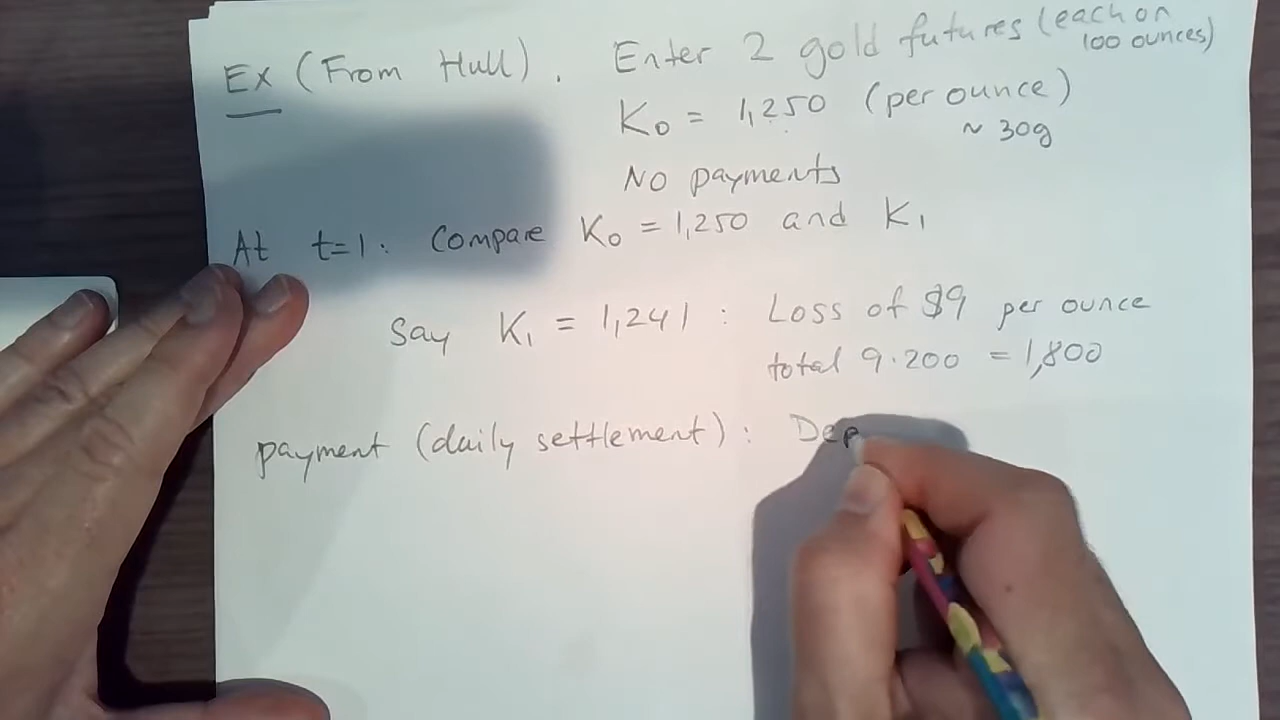 Ex (From Hull). Enter 2 gold futures (each on
100 ounces)
K0 = 1,250 (per ounce)
~ 30g
No payments
At t=1: Compare K0 = 1,250 and K1
Say K1 = 1,241 : Loss of $9 per ounce
total 9·200 = 1,800
payment (daily settlement): Dep